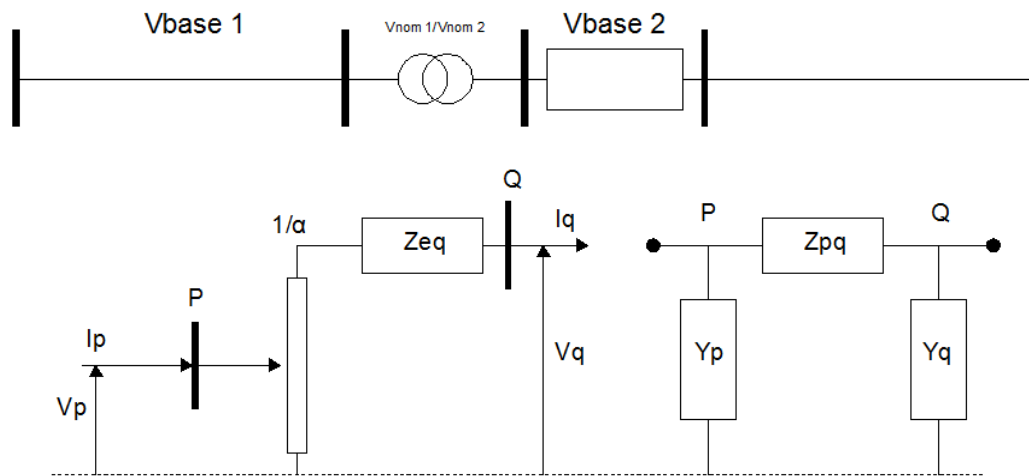 Vbase 1
Vnom 1/Vnom 2
Vbase 2
Q
1/α
Iq
P
Q
Zeq
Zpq
P
Ip
Vq
Yp
Yq
Vp